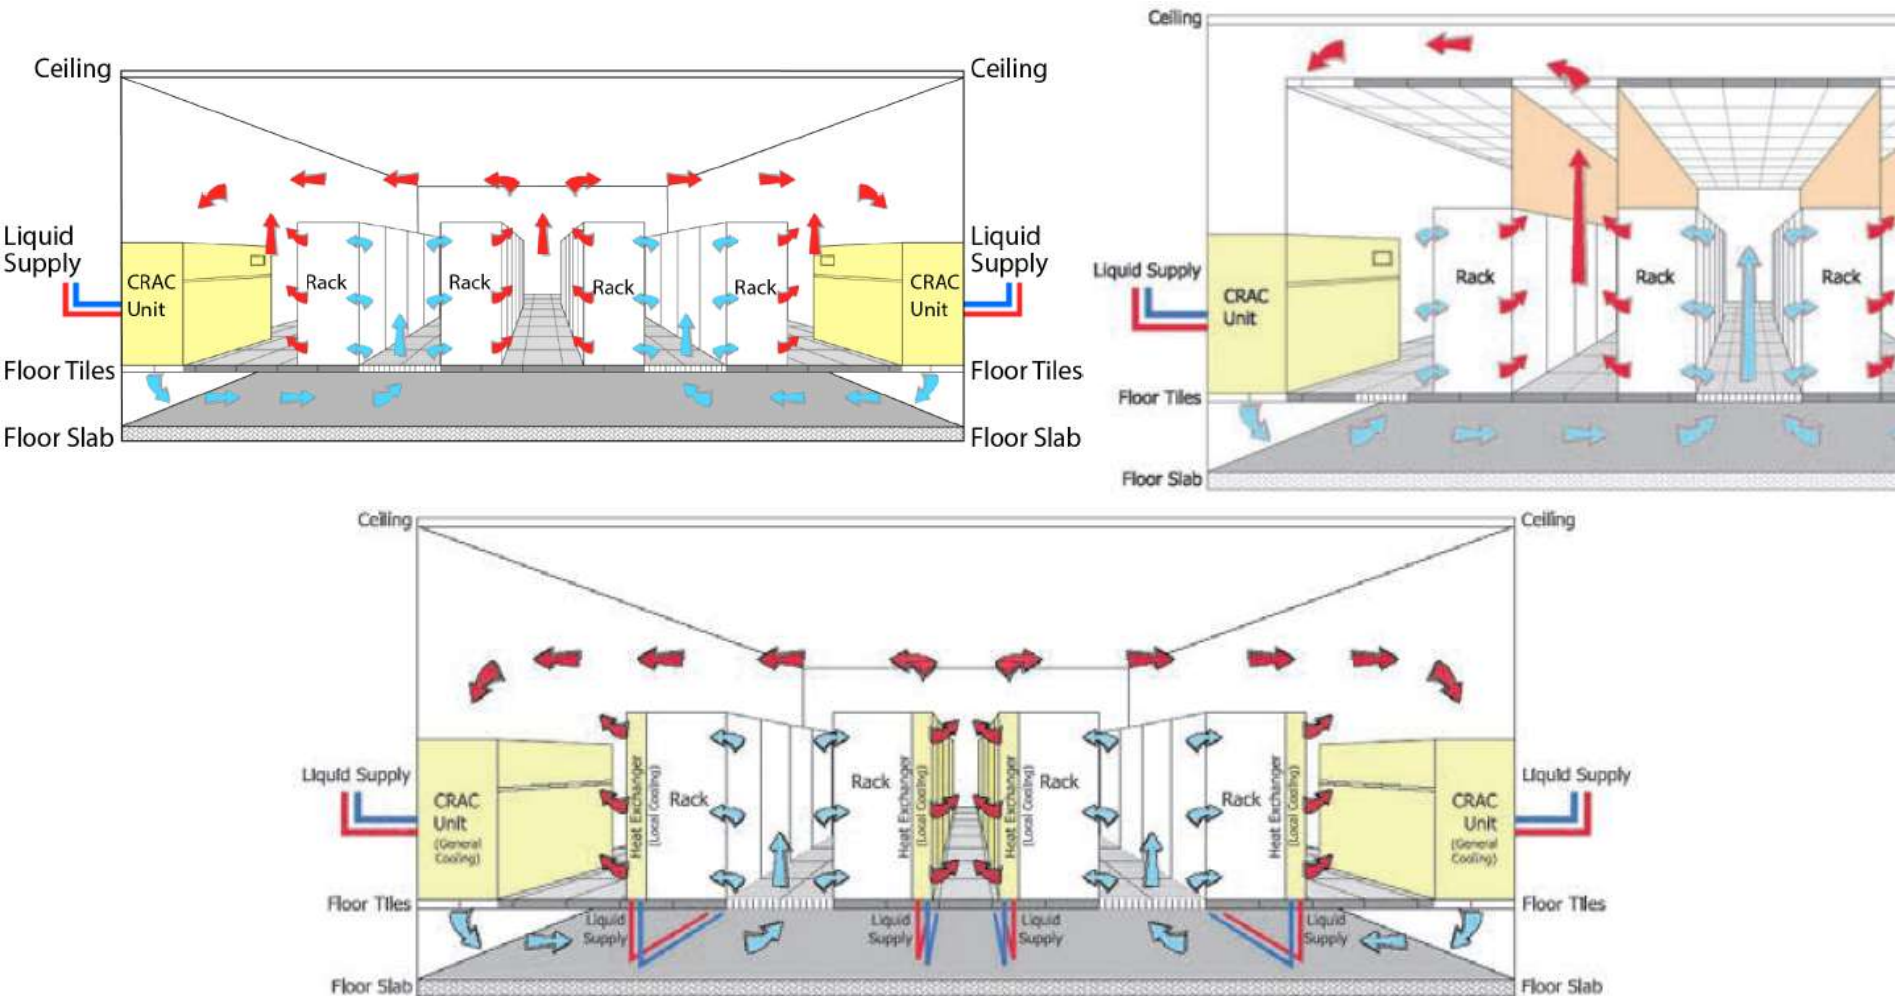 Ceiling
Ceiling
Liquid
Supply
CRAC
Unit
Rack
Rack
Rack
Rack
CRAC
Unit
Liquid
Supply
Floor Tiles
Floor Tiles
Floor Slab
Floor Slab
Ceiling
Liquid Supply
CRAC
Unit
Rack
Rack
Rack
Floor Tiles
Floor Slab
Ceiling
Ceiling
Liquid Supply
CRAC
Unit
(General
Cooling)
Heat Exchanger
(Local Cooling)
Rack
Rack
Heat Exchanger
(Local Cooling)
Heat Exchanger
(Local Cooling)
Rack
Rack
Heat Exchanger
(Local Cooling)
CRAC
Unit
(General
Cooling)
Liquid Supply
Floor Tiles
Floor Tiles
Liquid
Supply
Liquid
Supply
Liquid
Supply
Liquid
Supply
Floor Slab
Floor Slab